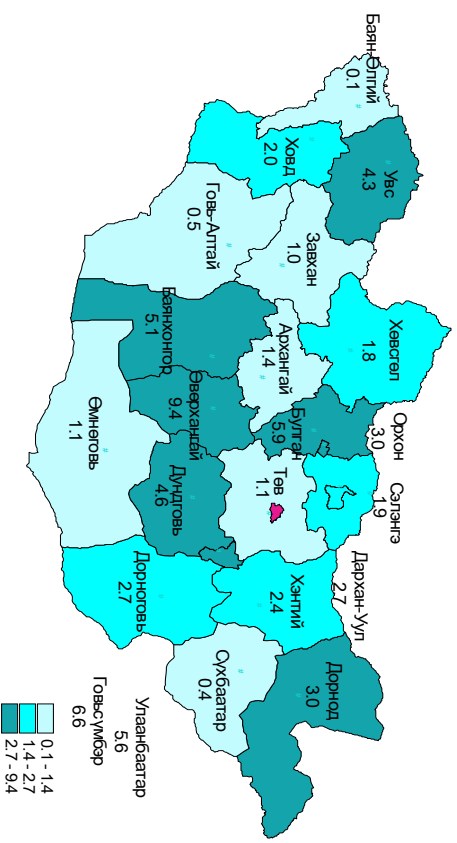 Баян-Өлгий
0.1
Увс
4.3
Ховд
2.0
Говь-Алтай
0.5
Завхан
1.0
Хөвсгөл
1.8
Баянхонгор
5.1
Архангай
1.4
Өверхангай
9.4
Булган
5.9
Орхон
3.0
Сэлэнгэ
1.9
Дархан-Уул
2.7
Төв
1.1
Өмнөговь
1.1
Дундговь
4.6
Дорноговь
2.7
Хэнтий
2.4
Дорнод
3.0
Сүхбаатар
0.4
Улаанбаатар
5.6
Говьсүмбэр
6.6
0.1 - 1.4
1.4 - 2.7
2.7 - 9.4